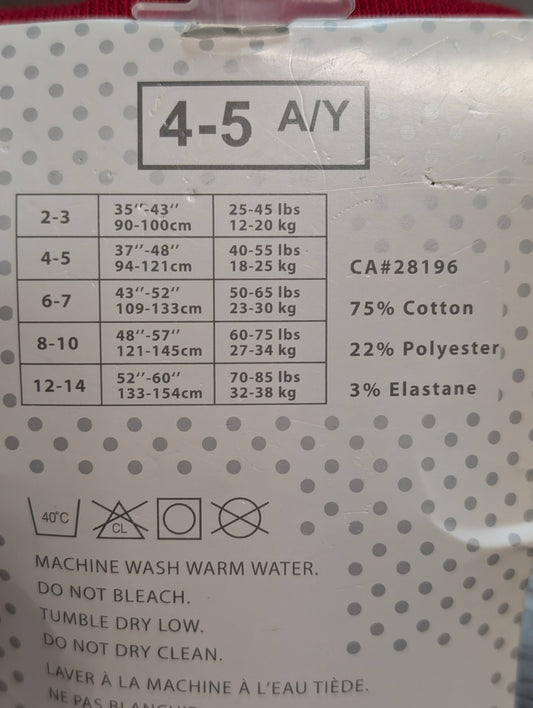 4-5 A/Y
2-3 35''-43'' 90-100cm 25-45 lbs 12-20 kg
4-5 37''-48'' 94-121cm 40-55 lbs 18-25 kg
6-7 43''-52'' 109-133cm 50-65 lbs 23-30 kg
8-10 48''-57'' 121-145cm 60-75 lbs 27-34 kg
12-14 52''-60'' 133-154cm 70-85 lbs 32-38 kg
CA#28196
75% Cotton
22% Polyester
3% Elastane
40°C CL
MACHINE WASH WARM WATER.
DO NOT BLEACH.
TUMBLE DRY LOW.
DO NOT DRY CLEAN.
LAVER À LA MACHINE À L'EAU TIÈDE.
NE PAS